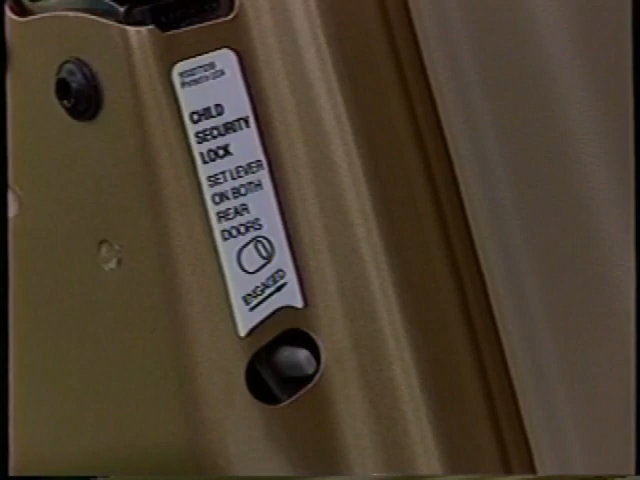 CHILD
SECURITY
LOCK
SET LEVER
ON BOTH
REAR
DOORS
ENGAGED